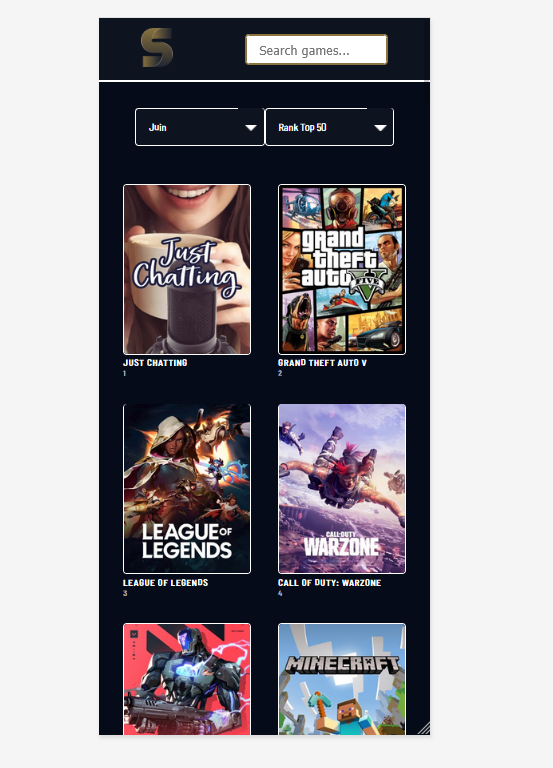 S
Search games...
Juin
Rank Top 50
Just
Chatting
grand
theft
auto V
FIVE
JUST CHATTING
1
GRAND THEFT AUTO V
2
LEAGUE OF
LEGENDS
CALL OF DUTY
WARZONE
LEAGUE OF LEGENDS
3
CALL OF DUTY: WARZONE
4
MINECRAFT